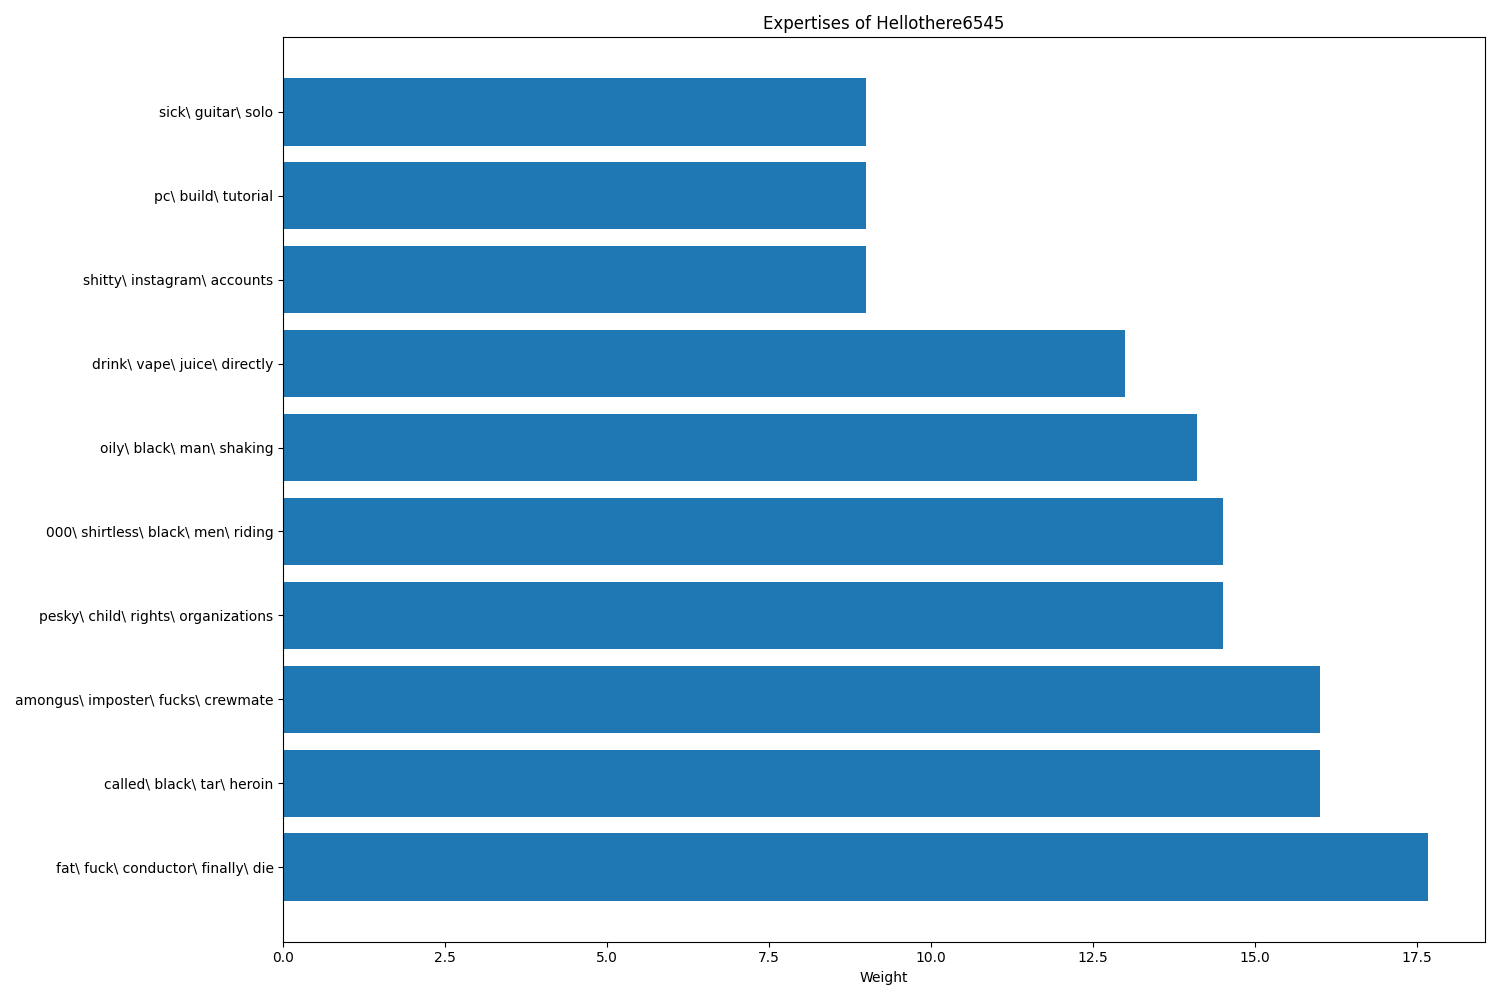 Expertises of Hellothere6545
sick\ guitar\ solo
pc\ build\ tutorial
shitty\ instagram\ accounts
drink\ vape\ juice\ directly
oily\ black\ man\ shaking
000\ shirtless\ black\ men\ riding
pesky\ child\ rights\ organizations
amongus\ imposter\ fucks\ crewmate
called\ black\ tar\ heroin
fat\ fuck\ conductor\ finally\ die
0.0 2.5 5.0 7.5 10.0 12.5 15.0 17.5
Weight